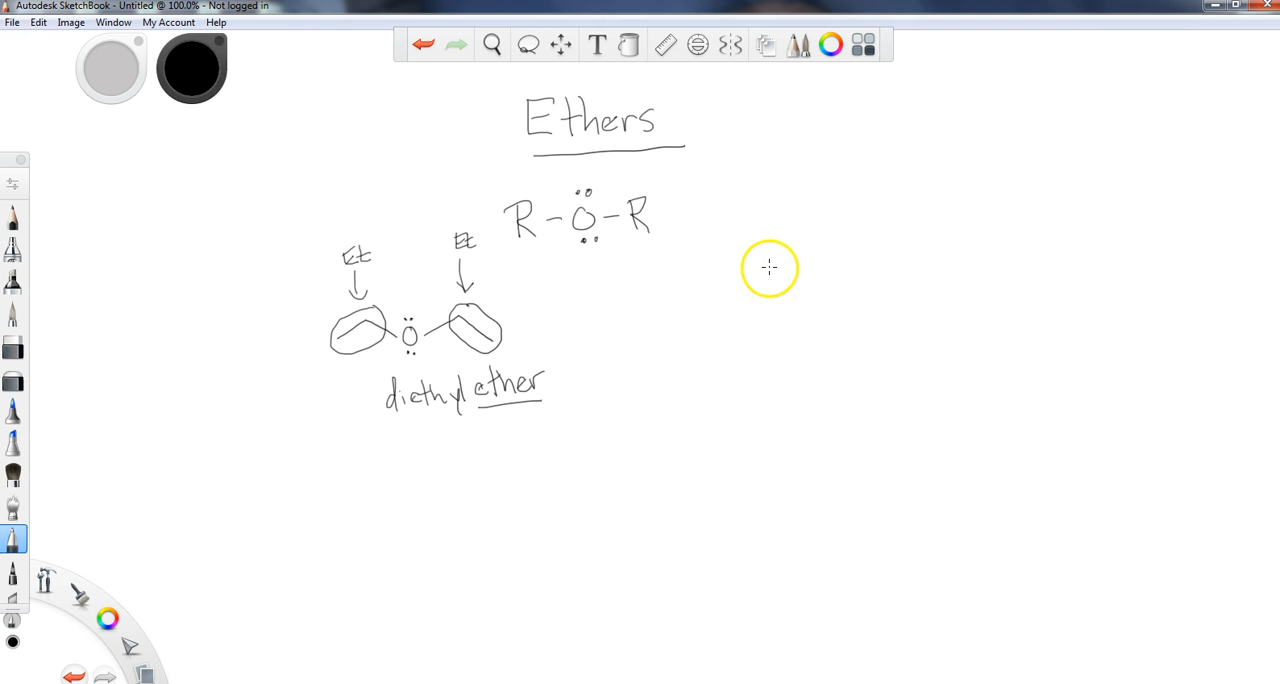 Autodesk SketchBook - Untitled @ 100.0% - Not logged in
File Edit Image Window My Account Help
T
Ethers
R-O-R
Et Et
O
diethyl ether